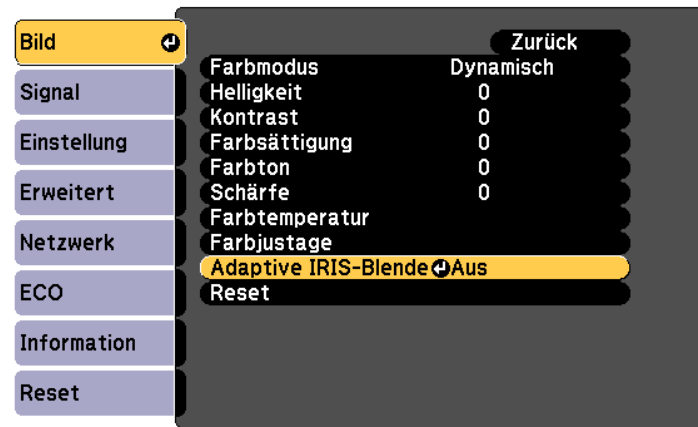 Bild
Signal
Einstellung
Erweitert
Netzwerk
ECO
Information
Reset
Zurück
Farbmodus Dynamisch
Helligkeit 0
Kontrast 0
Farbsättigung 0
Farbton 0
Schärfe 0
Farbtemperatur
Farbjustage
Adaptive IRIS-Blende Aus
Reset